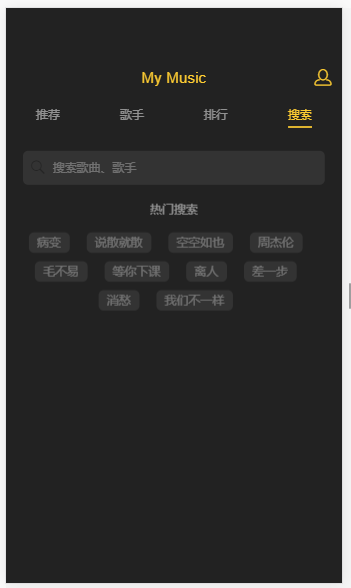 My Music
推荐 歌手 排行 搜索
搜索歌曲、歌手
热门搜索
病变 说散就散 空空如也 周杰伦
毛不易 等你下课 离人 差一步
消愁 我们不一样